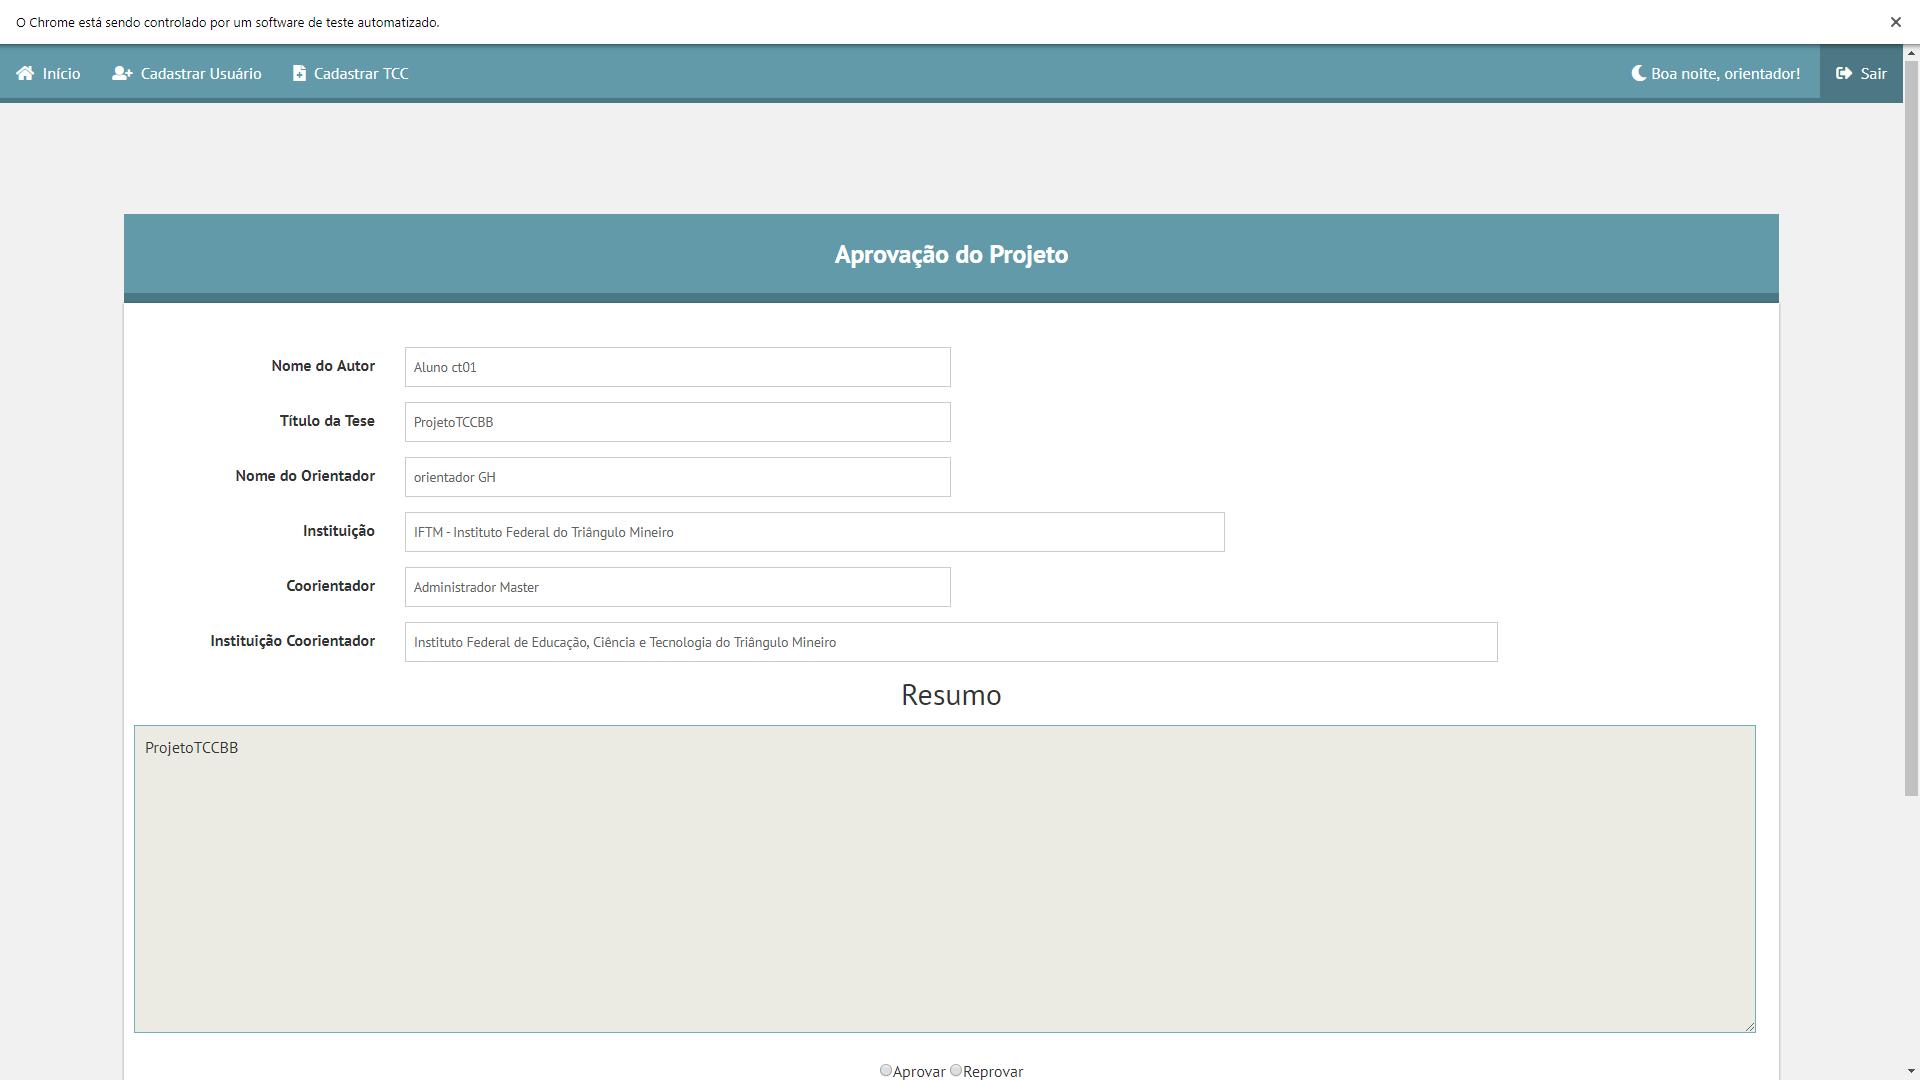 O Chrome está sendo controlado por um software de teste automatizado.
Início Cadastrar Usuário Cadastrar TCC Boa noite, orientador! Sair
Aprovação do Projeto
Nome do Autor Aluno ct01
Título da Tese ProjetoTCCBB
Nome do Orientador orientador GH
Instituição IFTM - Instituto Federal do Triângulo Mineiro
Coorientador Administrador Master
Instituição Coorientador Instituto Federal de Educação, Ciência e Tecnologia do Triângulo Mineiro
Resumo
ProjetoTCCBB
Aprovar Reprovar